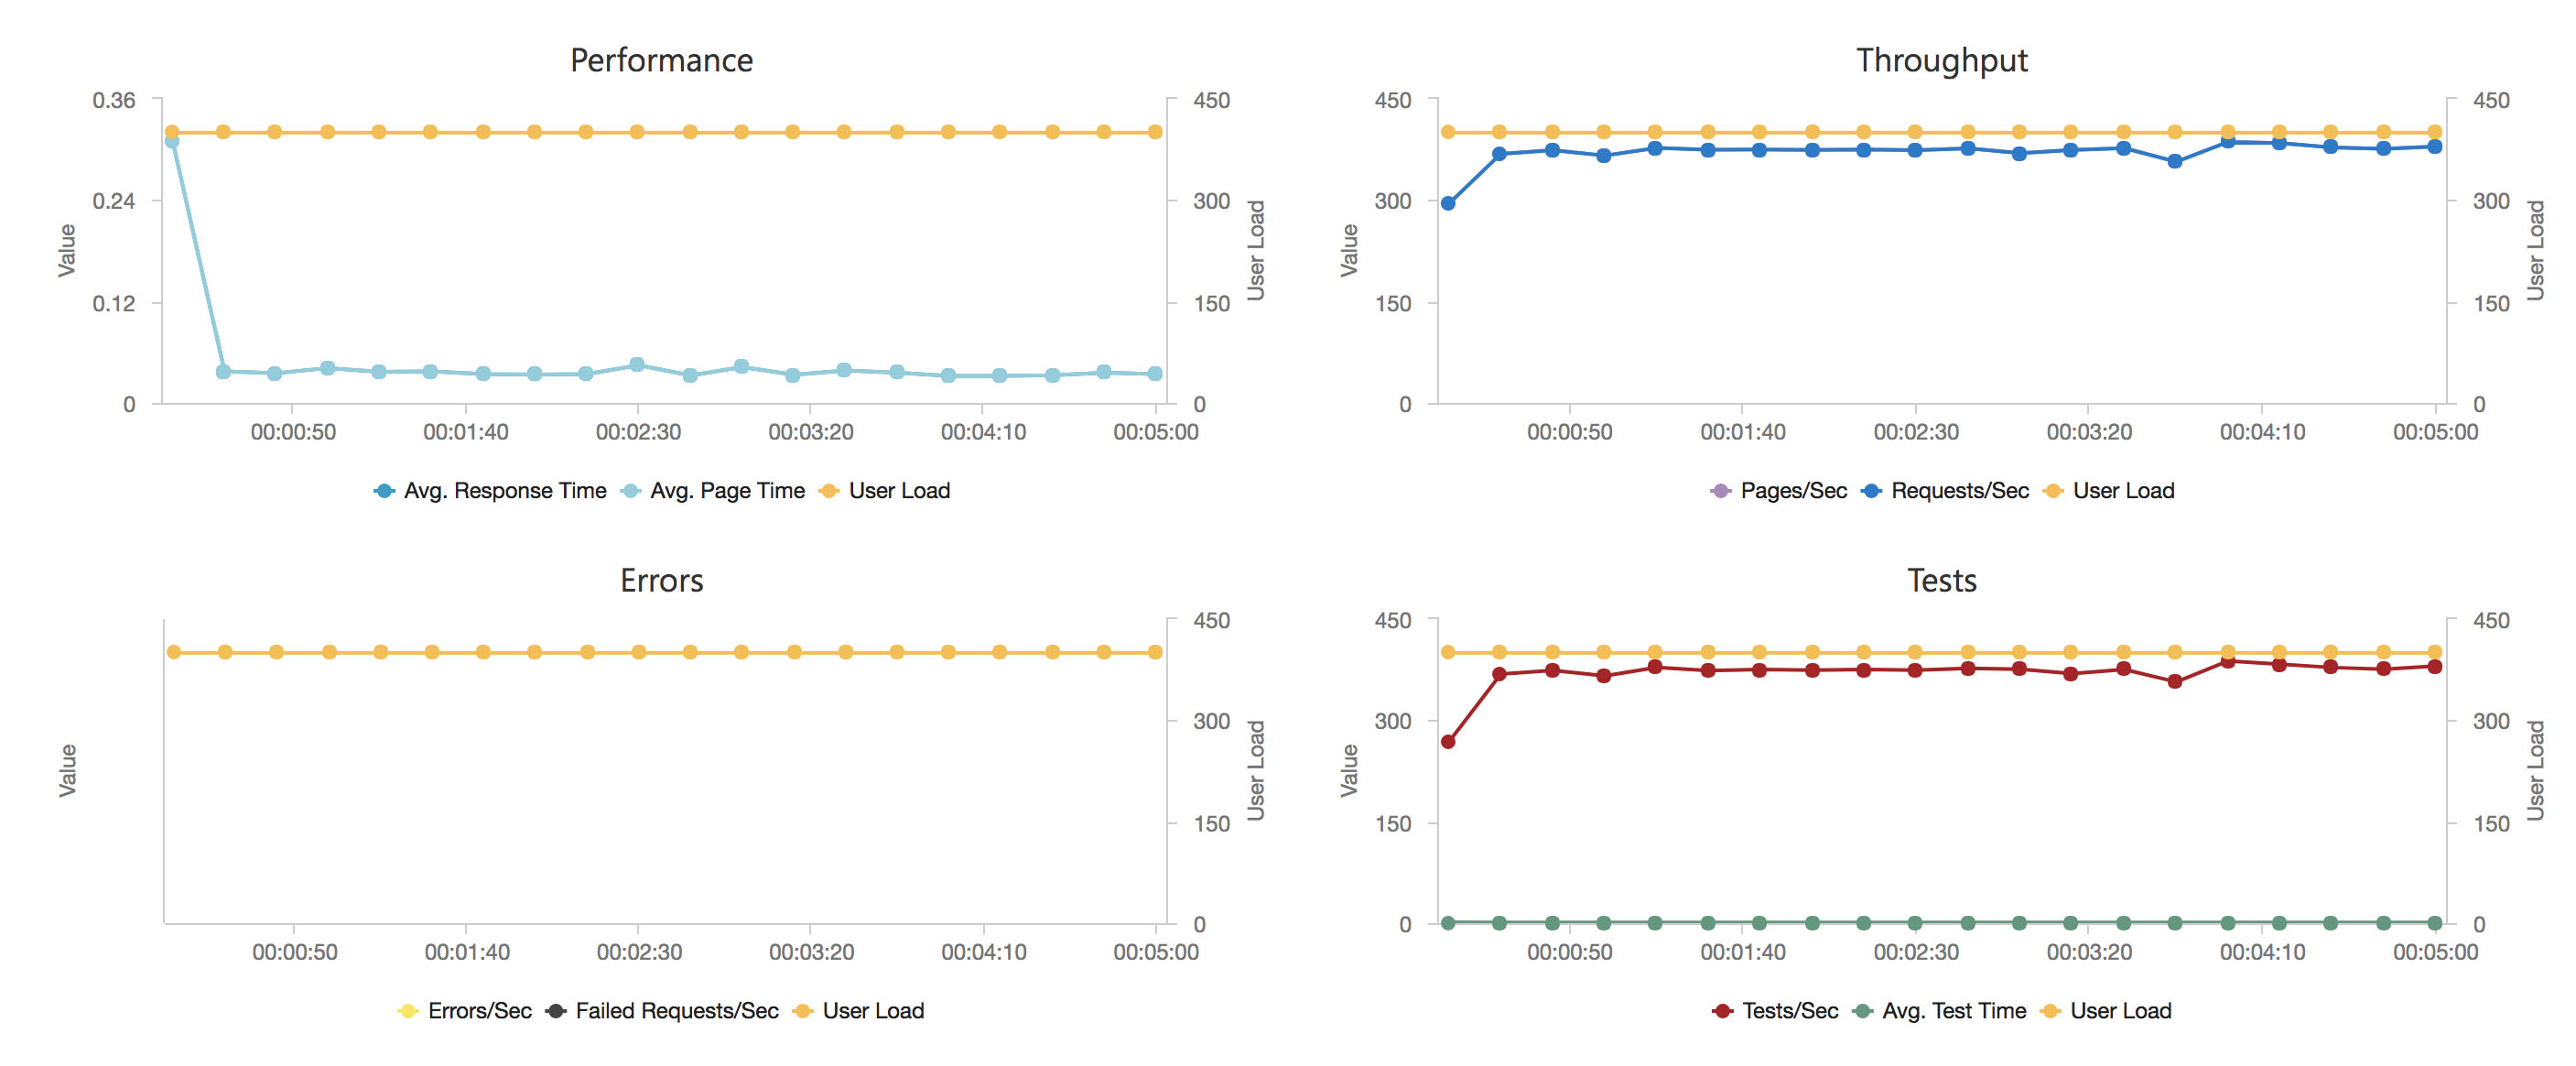 Performance
0.36
0.24
0.12
0
Value
450
300
150
0
User Load
00:00:50 00:01:40 00:02:30 00:03:20 00:04:10 00:05:00
Avg. Response Time Avg. Page Time User Load
Throughput
450
300
150
0
Value
450
300
150
0
User Load
00:00:50 00:01:40 00:02:30 00:03:20 00:04:10 00:05:00
Pages/Sec Requests/Sec User Load
Errors
Value
450
300
150
0
User Load
00:00:50 00:01:40 00:02:30 00:03:20 00:04:10 00:05:00
Errors/Sec Failed Requests/Sec User Load
Tests
450
300
150
0
Value
450
300
150
0
User Load
00:00:50 00:01:40 00:02:30 00:03:20 00:04:10 00:05:00
Tests/Sec Avg. Test Time User Load